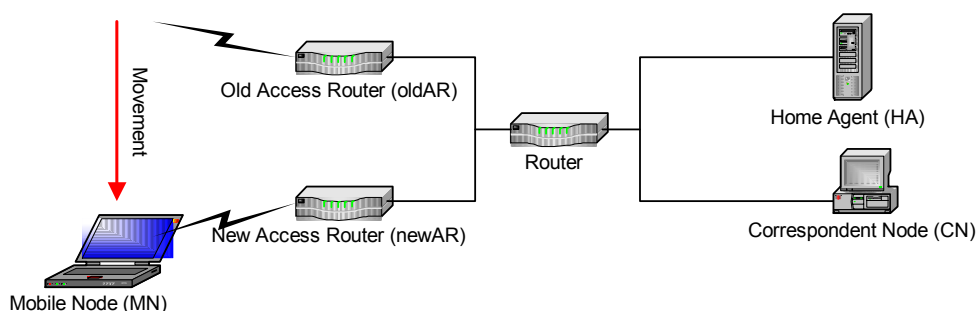 Movement
Old Access Router (oldAR)
Home Agent (HA)
Router
New Access Router (newAR)
Correspondent Node (CN)
Mobile Node (MN)